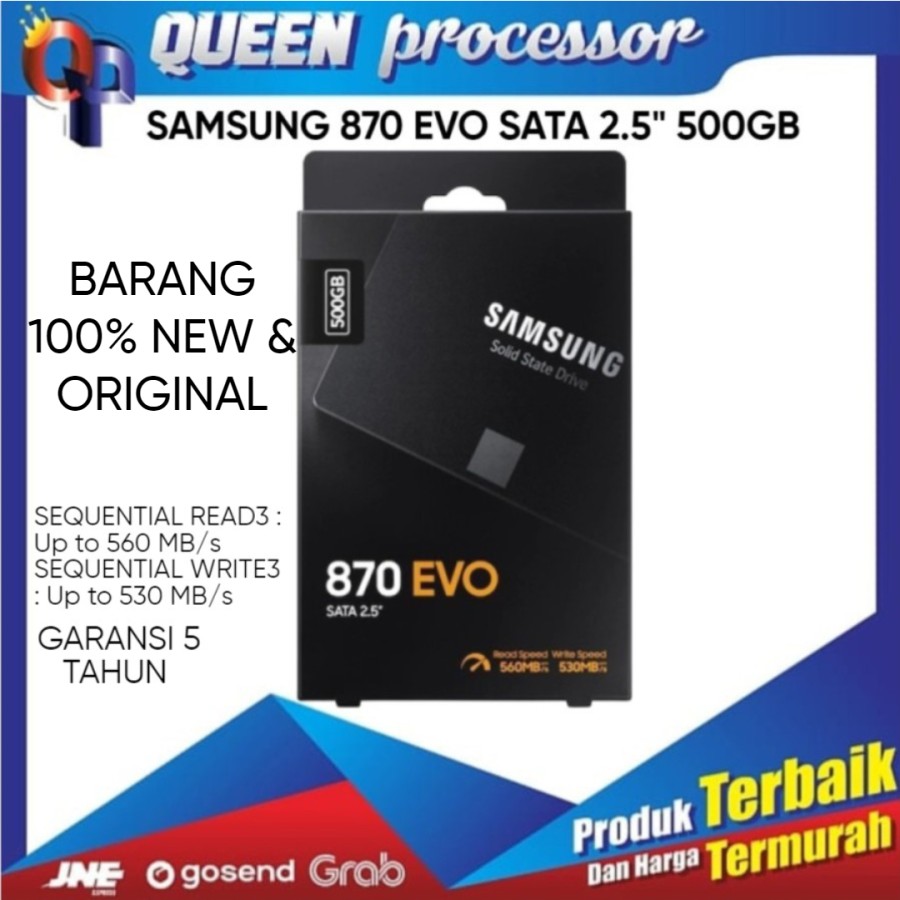 QP
QUEEN processor
SAMSUNG 870 EVO SATA 2.5" 500GB
BARANG
100% NEW &
ORIGINAL
500GB
SAMSUNG
Solid State Drive
SEQUENTIAL READ3 :
Up to 560 MB/s
SEQUENTIAL WRITE3
: Up to 530 MB/s
GARANSI 5
TAHUN
870 EVO
SATA 2.5"
Read Speed Write Speed
560MB 530MB
Produk Terbaik
Dan Harga Termurah
JNE
EXPRESS
gosend
Grab